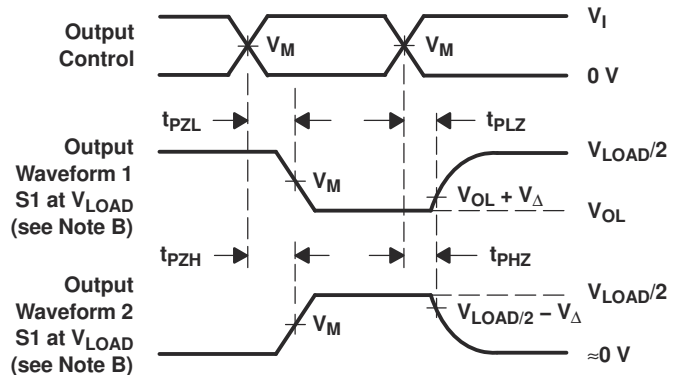 Output
Control
V_M
V_M
V_I
0 V
t_PZL
t_PLZ
Output
Waveform 1
S1 at V_LOAD
(see Note B)
V_LOAD/2
V_M
V_OL + V_Δ
V_OL
t_PZH
t_PHZ
Output
Waveform 2
S1 at V_LOAD
(see Note B)
V_LOAD/2
V_M
V_LOAD/2 − V_Δ
≈0 V